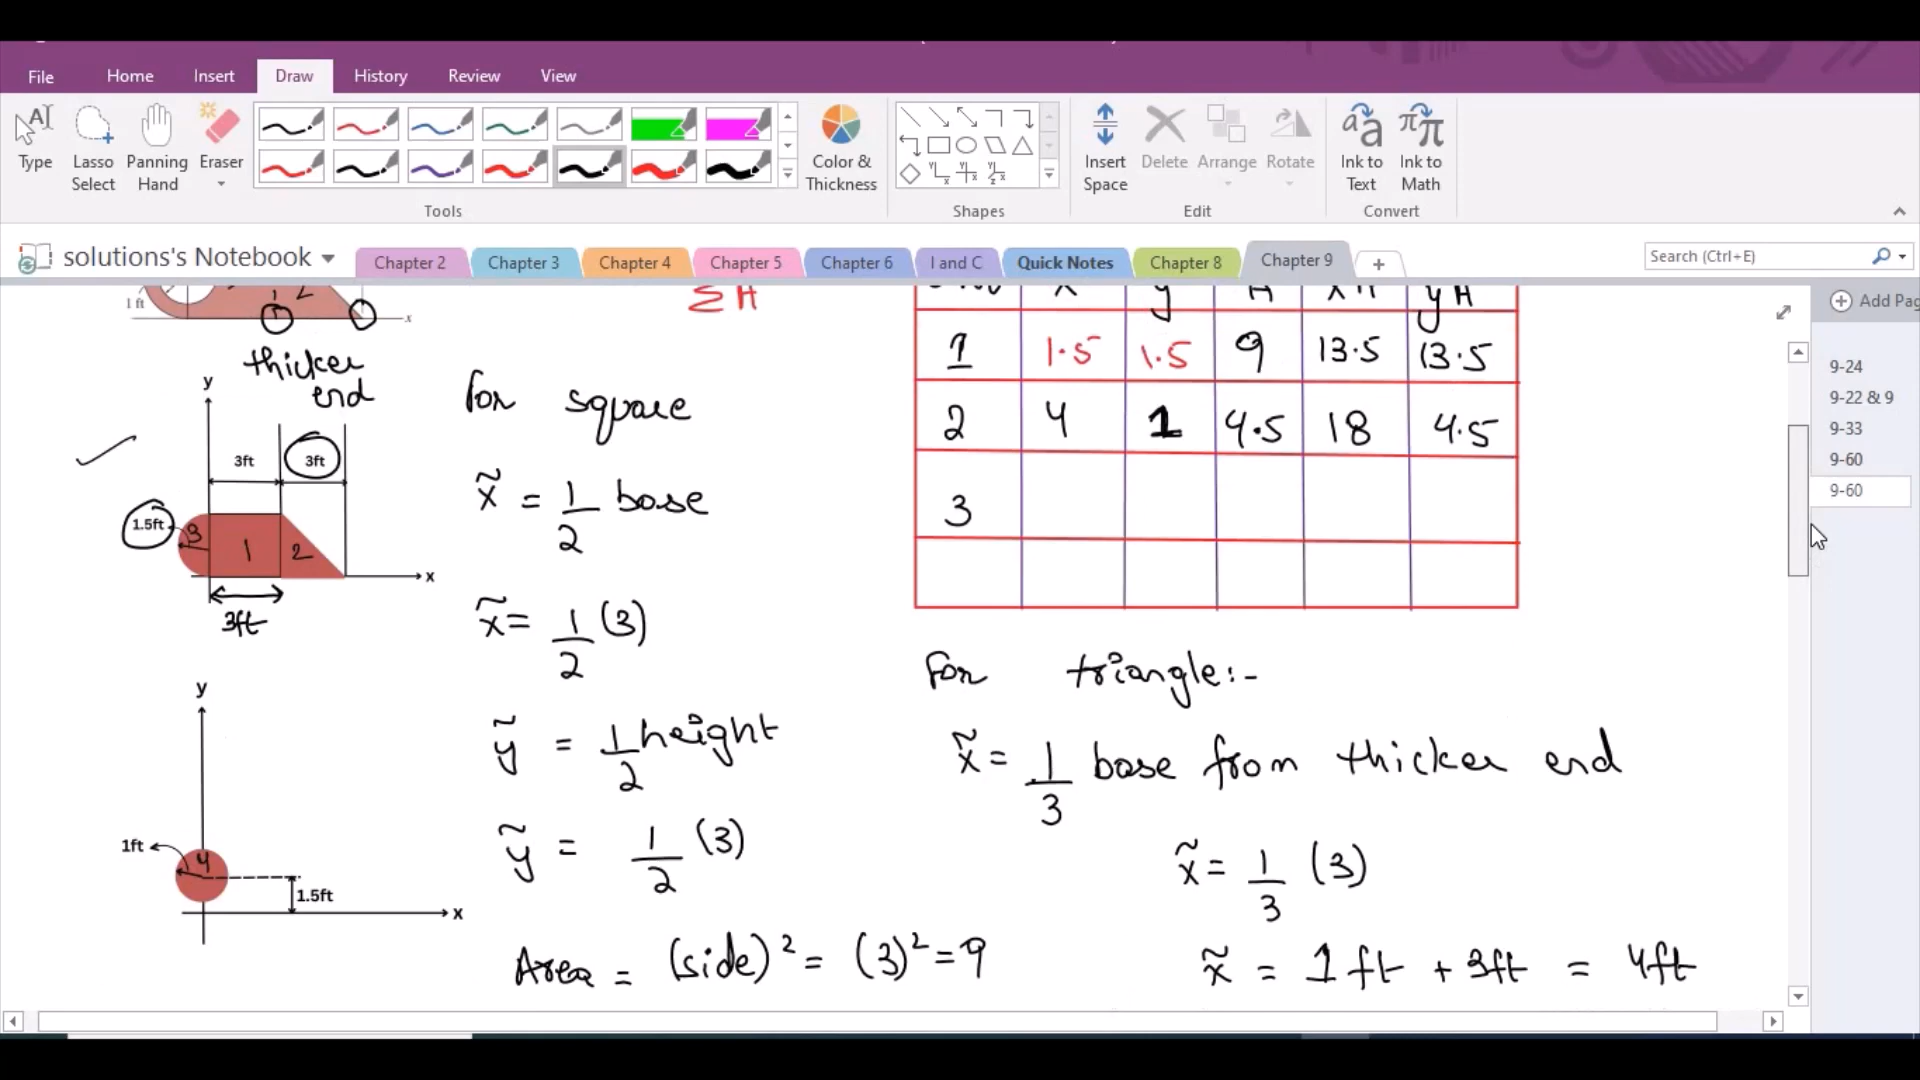 File Home Insert Draw History Review View
Type
Lasso Select
Panning Hand
Eraser
Color & Thickness
Insert Space
Delete
Arrange
Rotate
Ink to Text
Ink to Math
Tools Shapes Edit Convert
solutions's Notebook Chapter 2 Chapter 3 Chapter 4 Chapter 5 Chapter 6 I and C Quick Notes Chapter 8 Chapter 9 Search (Ctrl+E)
Add Pag
9-24
9-22 & 9
9-33
9-60
9-60
1 ft 1 2 x
thicker
end
y
3ft 3ft
1.5ft 3 1 2 x
3ft
y
1ft 4 1.5ft
x
ΣA
For square
x̃ = 1/2 base
x̃ = 1/2 (3)
ỹ = 1/2 height
ỹ = 1/2 (3)
Area = (side)² = (3)² = 9
x y A xA yA
1 1.5 1.5 9 13.5 13.5
2 4 1 4.5 18 4.5
3
For triangle:-
x̃ = 1/3 base from thicker end
x̃ = 1/3 (3)
x̃ = 1ft + 3ft = 4ft